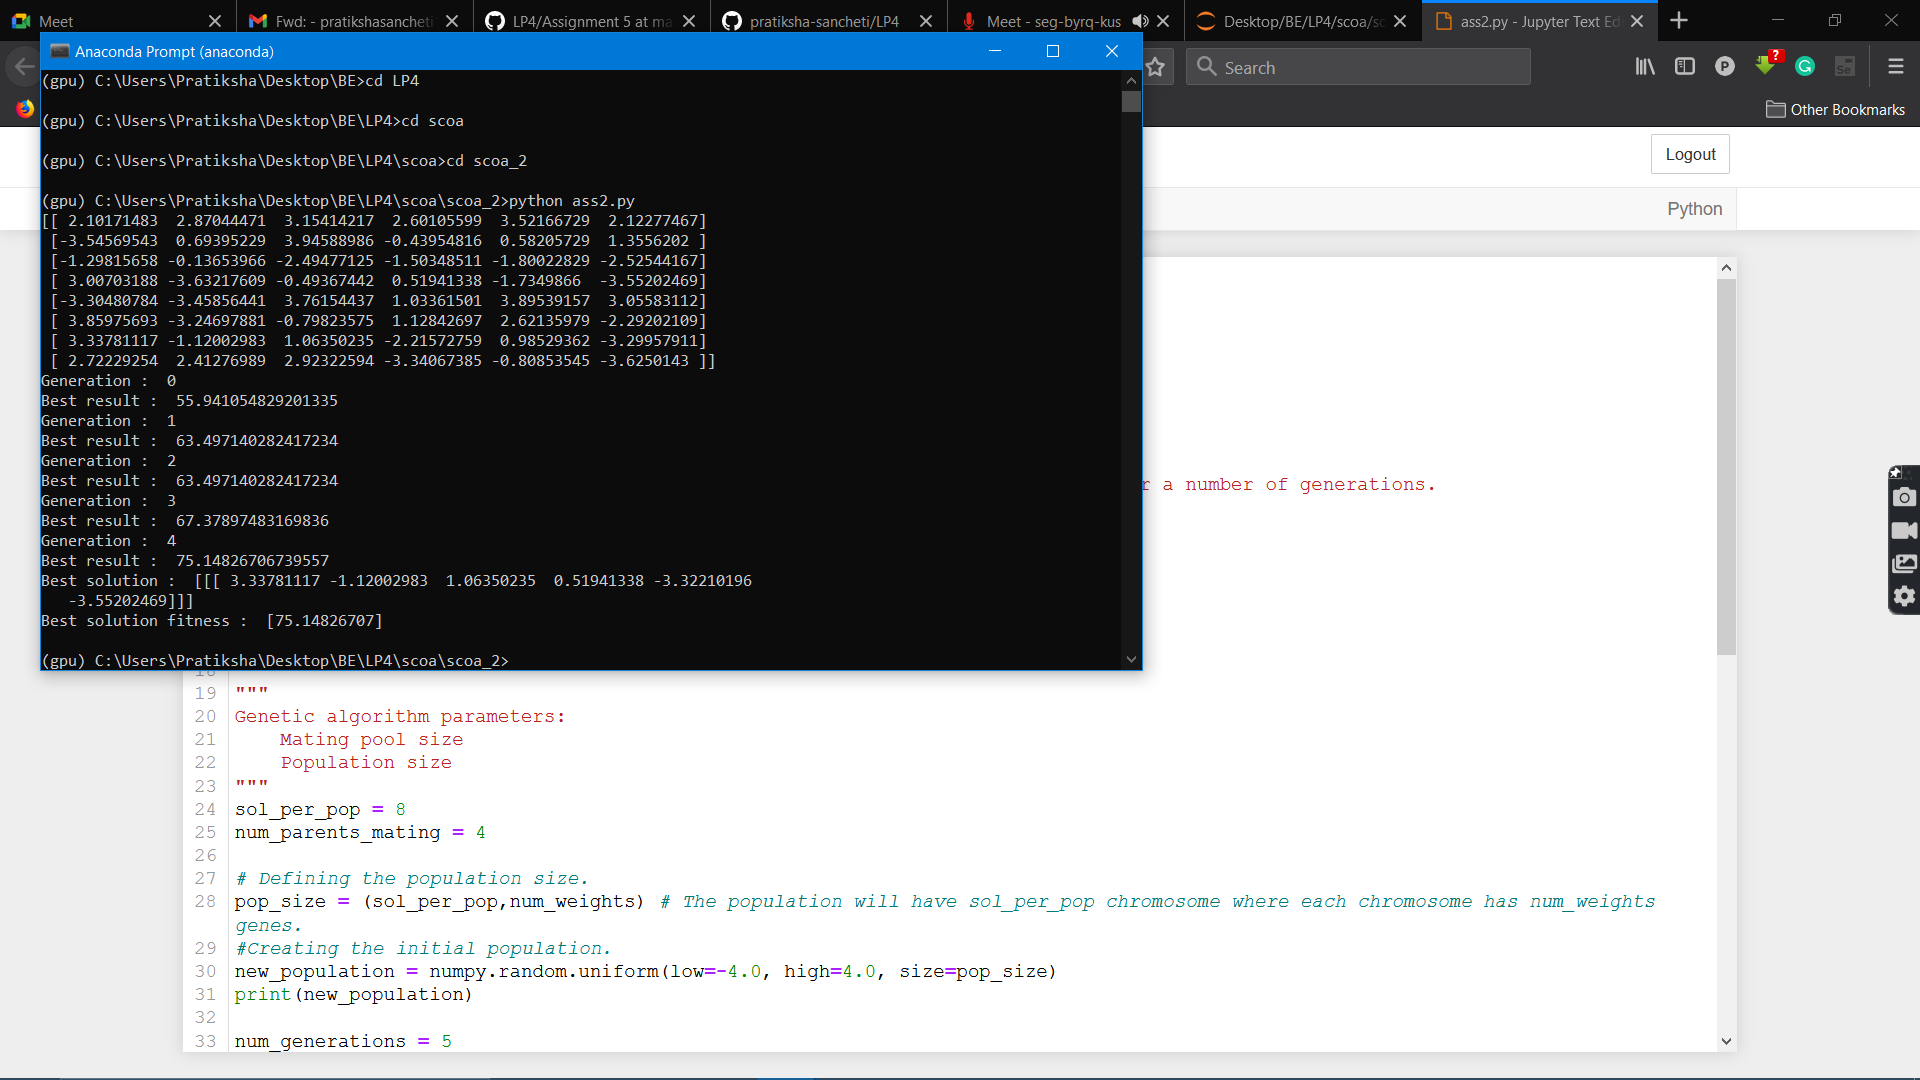 Meet
Fwd: - pratikshasancheti
LP4/Assignment 5 at ma
pratiksha-sancheti/LP4
Meet - seg-byrq-kus
Desktop/BE/LP4/scoa/sc
ass2.py - Jupyter Text Ed
Anaconda Prompt (anaconda)
Search
Other Bookmarks
Logout
Python
(gpu) C:\Users\Pratiksha\Desktop\BE>cd LP4
(gpu) C:\Users\Pratiksha\Desktop\BE\LP4>cd scoa
(gpu) C:\Users\Pratiksha\Desktop\BE\LP4\scoa>cd scoa_2
(gpu) C:\Users\Pratiksha\Desktop\BE\LP4\scoa\scoa_2>python ass2.py
[[ 2.10171483  2.87044471  3.15414217  2.60105599  3.52166729  2.12277467]
[-3.54569543  0.69395229  3.94588986 -0.43954816  0.58205729  1.3556202 ]
[-1.29815658 -0.13653966 -2.49477125 -1.50348511 -1.80022829 -2.52544167]
[ 3.00703188 -3.63217609 -0.49367442  0.51941338 -1.7349866  -3.55202469]
[-3.30480784 -3.45856441  3.76154437  1.03361501  3.89539157  3.05583112]
[ 3.85975693 -3.24697881 -0.79823575  1.12842697  2.62135979 -2.29202109]
[ 3.33781117 -1.12002983  1.06350235 -2.21572759  0.98529362 -3.29957911]
[ 2.72229254  2.41276989  2.92322594 -3.34067385 -0.80853545 -3.6250143 ]]
Generation :  0
Best result :  55.941054829201335
Generation :  1
Best result :  63.497140282417234
Generation :  2
Best result :  63.497140282417234
Generation :  3
Best result :  67.37897483169836
Generation :  4
Best result :  75.14826706739557
Best solution :  [[[ 3.33781117 -1.12002983  1.06350235  0.51941338 -3.32210196
-3.55202469]]]
Best solution fitness :  [75.14826707]
(gpu) C:\Users\Pratiksha\Desktop\BE\LP4\scoa\scoa_2>
r a number of generations.
18
19 """
20 Genetic algorithm parameters:
21 Mating pool size
22 Population size
23 """
24 sol_per_pop = 8
25 num_parents_mating = 4
26
27 # Defining the population size.
28 pop_size = (sol_per_pop,num_weights) # The population will have sol_per_pop chromosome where each chromosome has num_weights
genes.
29 #Creating the initial population.
30 new_population = numpy.random.uniform(low=-4.0, high=4.0, size=pop_size)
31 print(new_population)
32
33 num_generations = 5